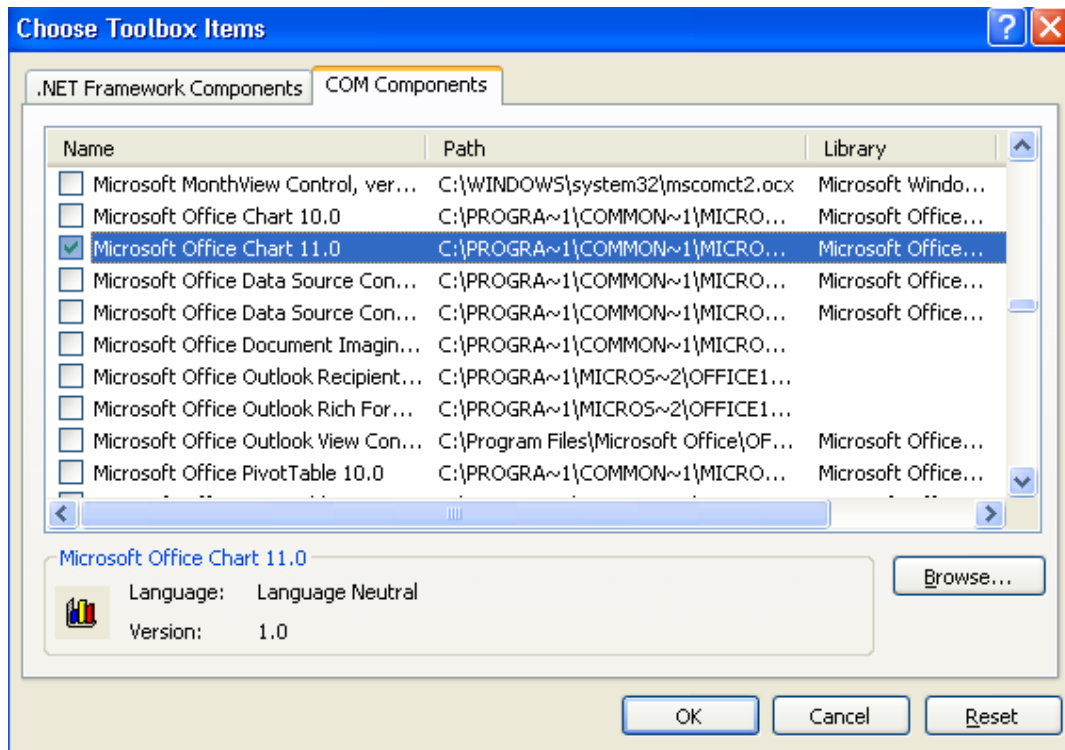 Choose Toolbox Items
.NET Framework Components COM Components
Name Path Library
Microsoft MonthView Control, ver... C:\WINDOWS\system32\mscomct2.ocx Microsoft Windo...
Microsoft Office Chart 10.0 C:\PROGRA~1\COMMON~1\MICRO... Microsoft Office...
Microsoft Office Chart 11.0 C:\PROGRA~1\COMMON~1\MICRO... Microsoft Office...
Microsoft Office Data Source Con... C:\PROGRA~1\COMMON~1\MICRO... Microsoft Office...
Microsoft Office Data Source Con... C:\PROGRA~1\COMMON~1\MICRO... Microsoft Office...
Microsoft Office Document Imagin... C:\PROGRA~1\COMMON~1\MICRO...
Microsoft Office Outlook Recipient... C:\PROGRA~1\MICROS~2\OFFICE1...
Microsoft Office Outlook Rich For... C:\PROGRA~1\MICROS~2\OFFICE1...
Microsoft Office Outlook View Con... C:\Program Files\Microsoft Office\OF... Microsoft Office...
Microsoft Office PivotTable 10.0 C:\PROGRA~1\COMMON~1\MICRO... Microsoft Office...
Microsoft Office Chart 11.0
Language: Language Neutral
Version: 1.0
Browse...
OK Cancel Reset